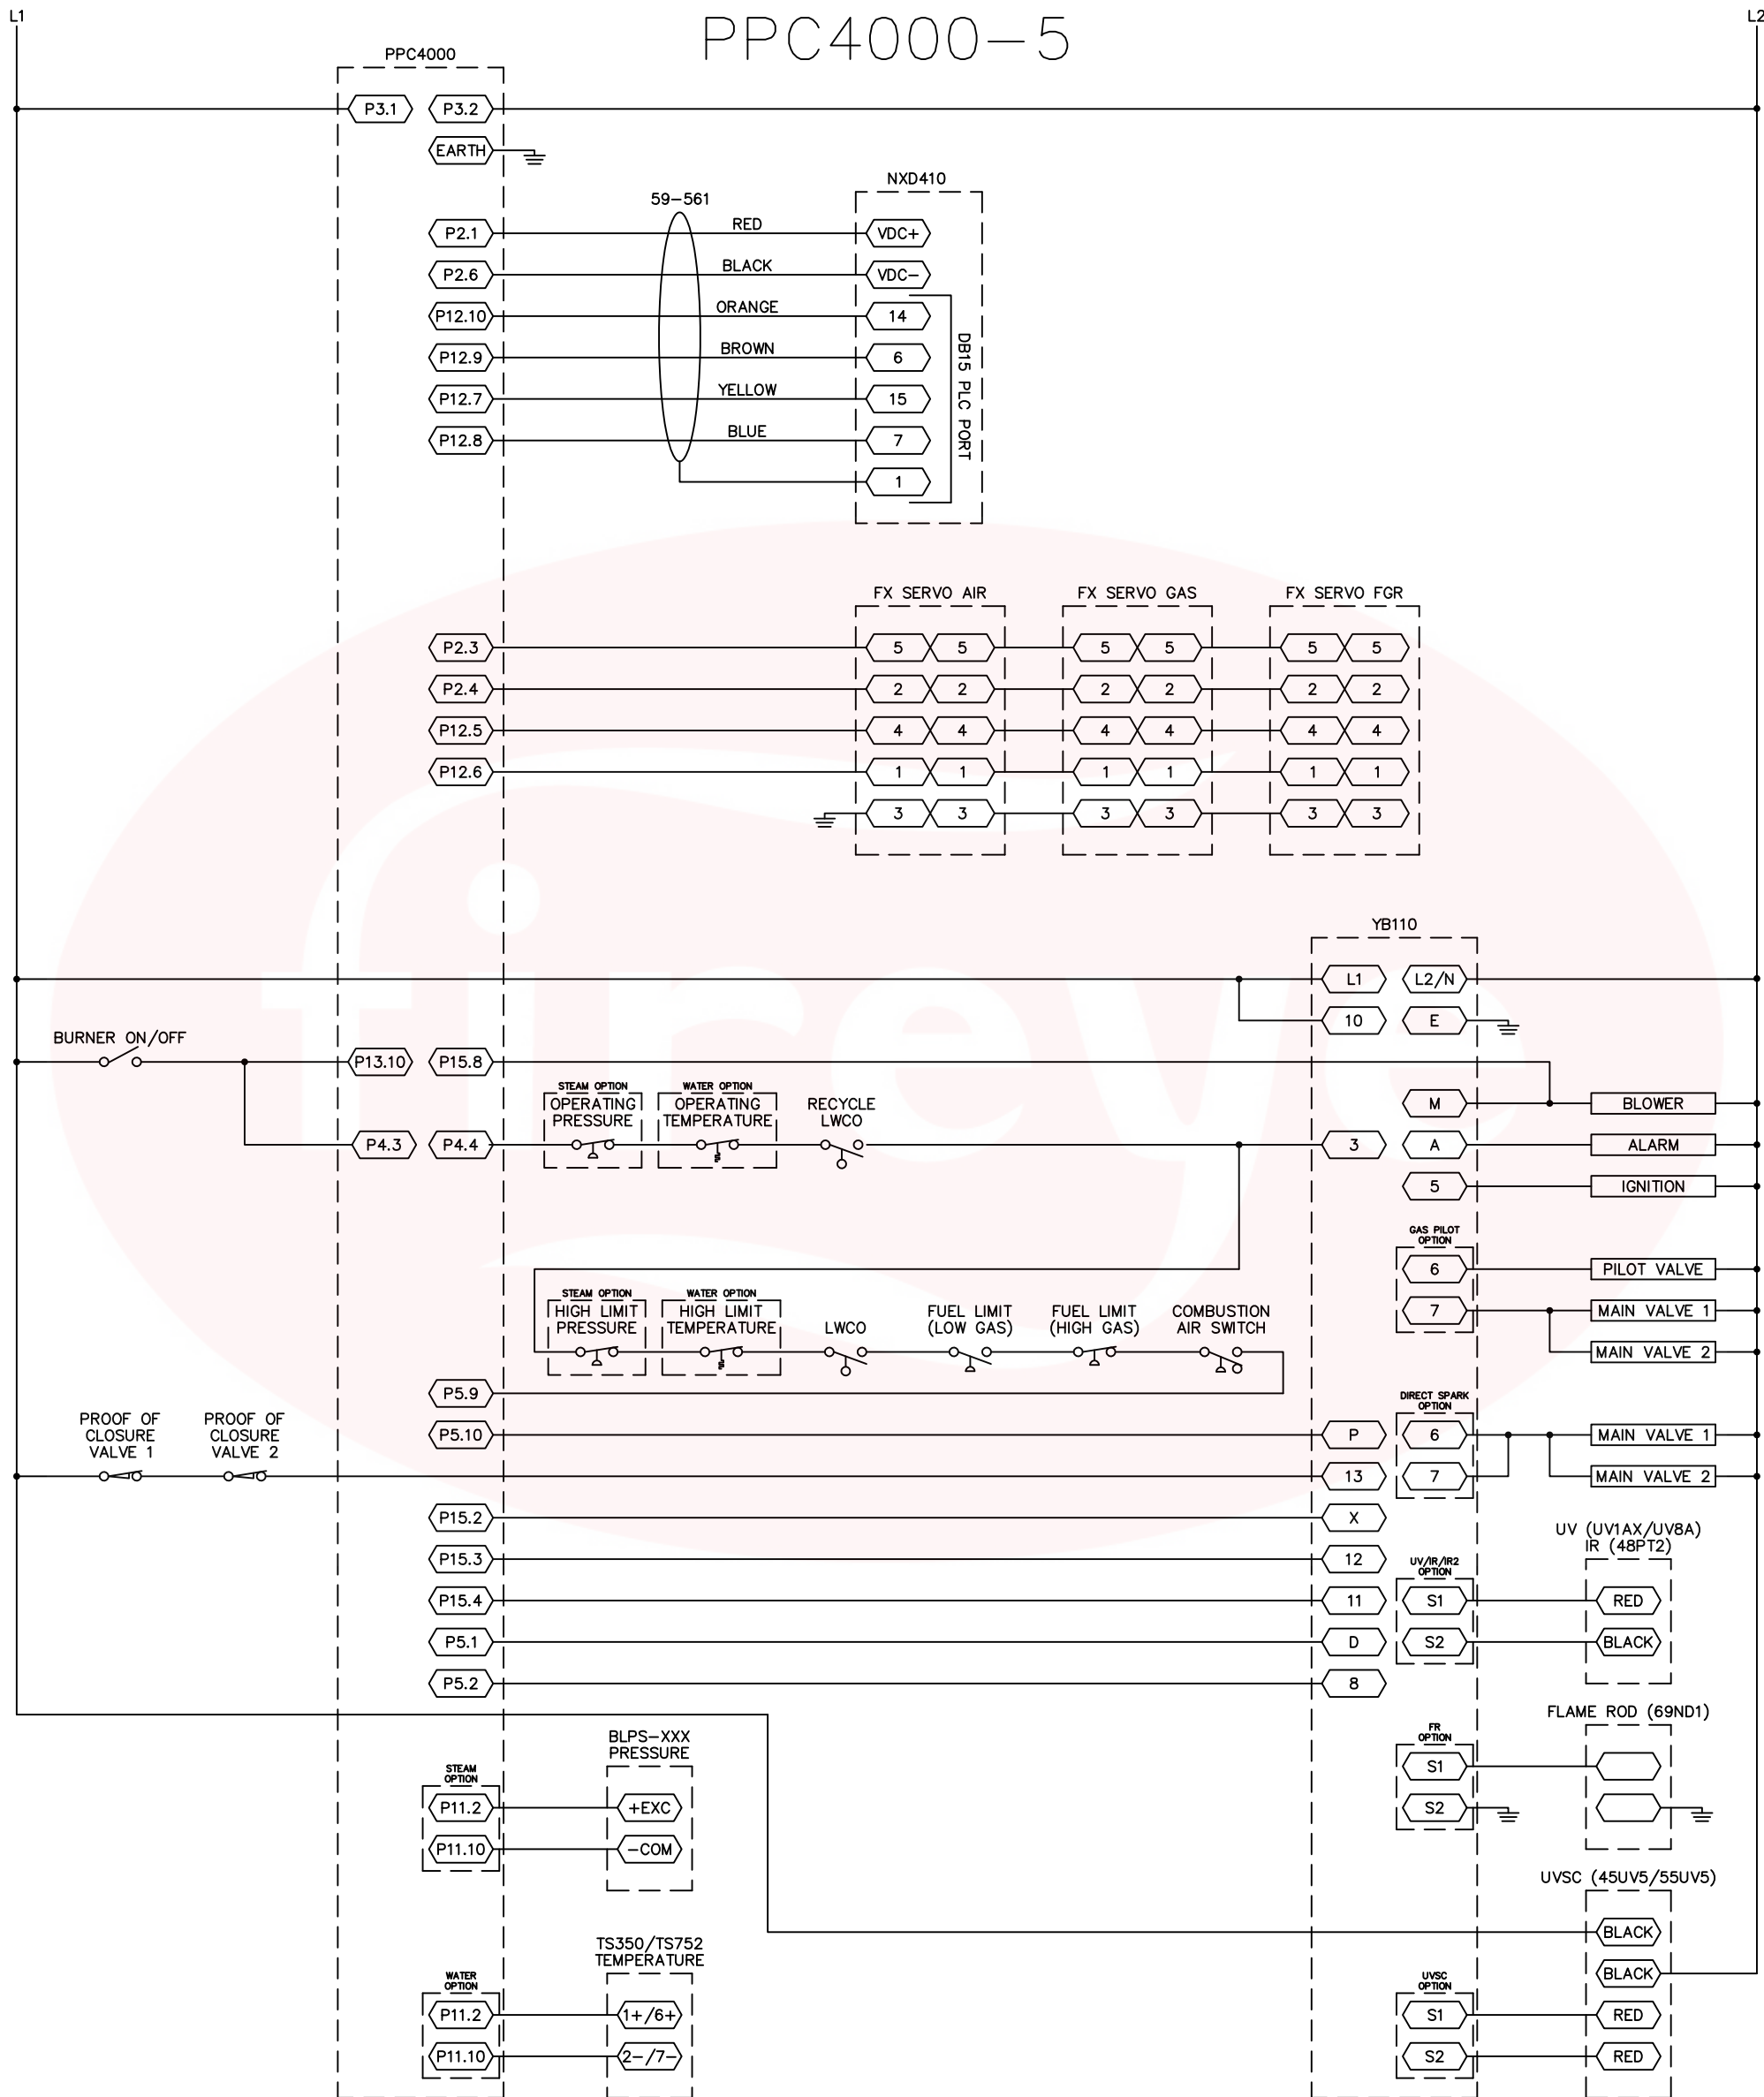 L1
PPC4000-5
L2
PPC4000
P3.1 P3.2
EARTH
NXD410
59-561
P2.1 RED VDC+
P2.6 BLACK VDC-
P12.10 ORANGE 14
P12.9 BROWN 6
P12.7 YELLOW 15
P12.8 BLUE 7
1
DB15 PLC PORT
FX SERVO AIR FX SERVO GAS FX SERVO FGR
P2.3 5 5 5 5 5 5
P2.4 2 2 2 2 2 2
P12.5 4 4 4 4 4 4
P12.6 1 1 1 1 1 1
3 3 3 3 3 3
fireye
YB110
L1 L2/N
10 E
BURNER ON/OFF
P13.10 P15.8
STEAM OPTION
OPERATING
PRESSURE
WATER OPTION
OPERATING
TEMPERATURE
RECYCLE
LWCO
M BLOWER
P4.3 P4.4 3 A ALARM
5 IGNITION
GAS PILOT
OPTION
6 PILOT VALVE
7 MAIN VALVE 1
MAIN VALVE 2
STEAM OPTION
HIGH LIMIT
PRESSURE
WATER OPTION
HIGH LIMIT
TEMPERATURE
LWCO
FUEL LIMIT
(LOW GAS)
FUEL LIMIT
(HIGH GAS)
COMBUSTION
AIR SWITCH
P5.9
DIRECT SPARK
OPTION
PROOF OF
CLOSURE
VALVE 1
PROOF OF
CLOSURE
VALVE 2
P5.10 P 6 MAIN VALVE 1
13 7 MAIN VALVE 2
P15.2 X
UV (UV1AX/UV8A)
IR (48PT2)
P15.3 12
UV/IR/IR2
OPTION
P15.4 11 S1 RED
P5.1 D S2 BLACK
P5.2 8
FLAME ROD (69ND1)
FR
OPTION
S1
S2
BLPS-XXX
PRESSURE
STEAM
OPTION
P11.2 +EXC
P11.10 -COM
UVSC (45UV5/55UV5)
BLACK
BLACK
TS350/TS752
TEMPERATURE
WATER
OPTION
P11.2 1+/6+
P11.10 2-/7-
UVSC
OPTION
S1 RED
S2 RED